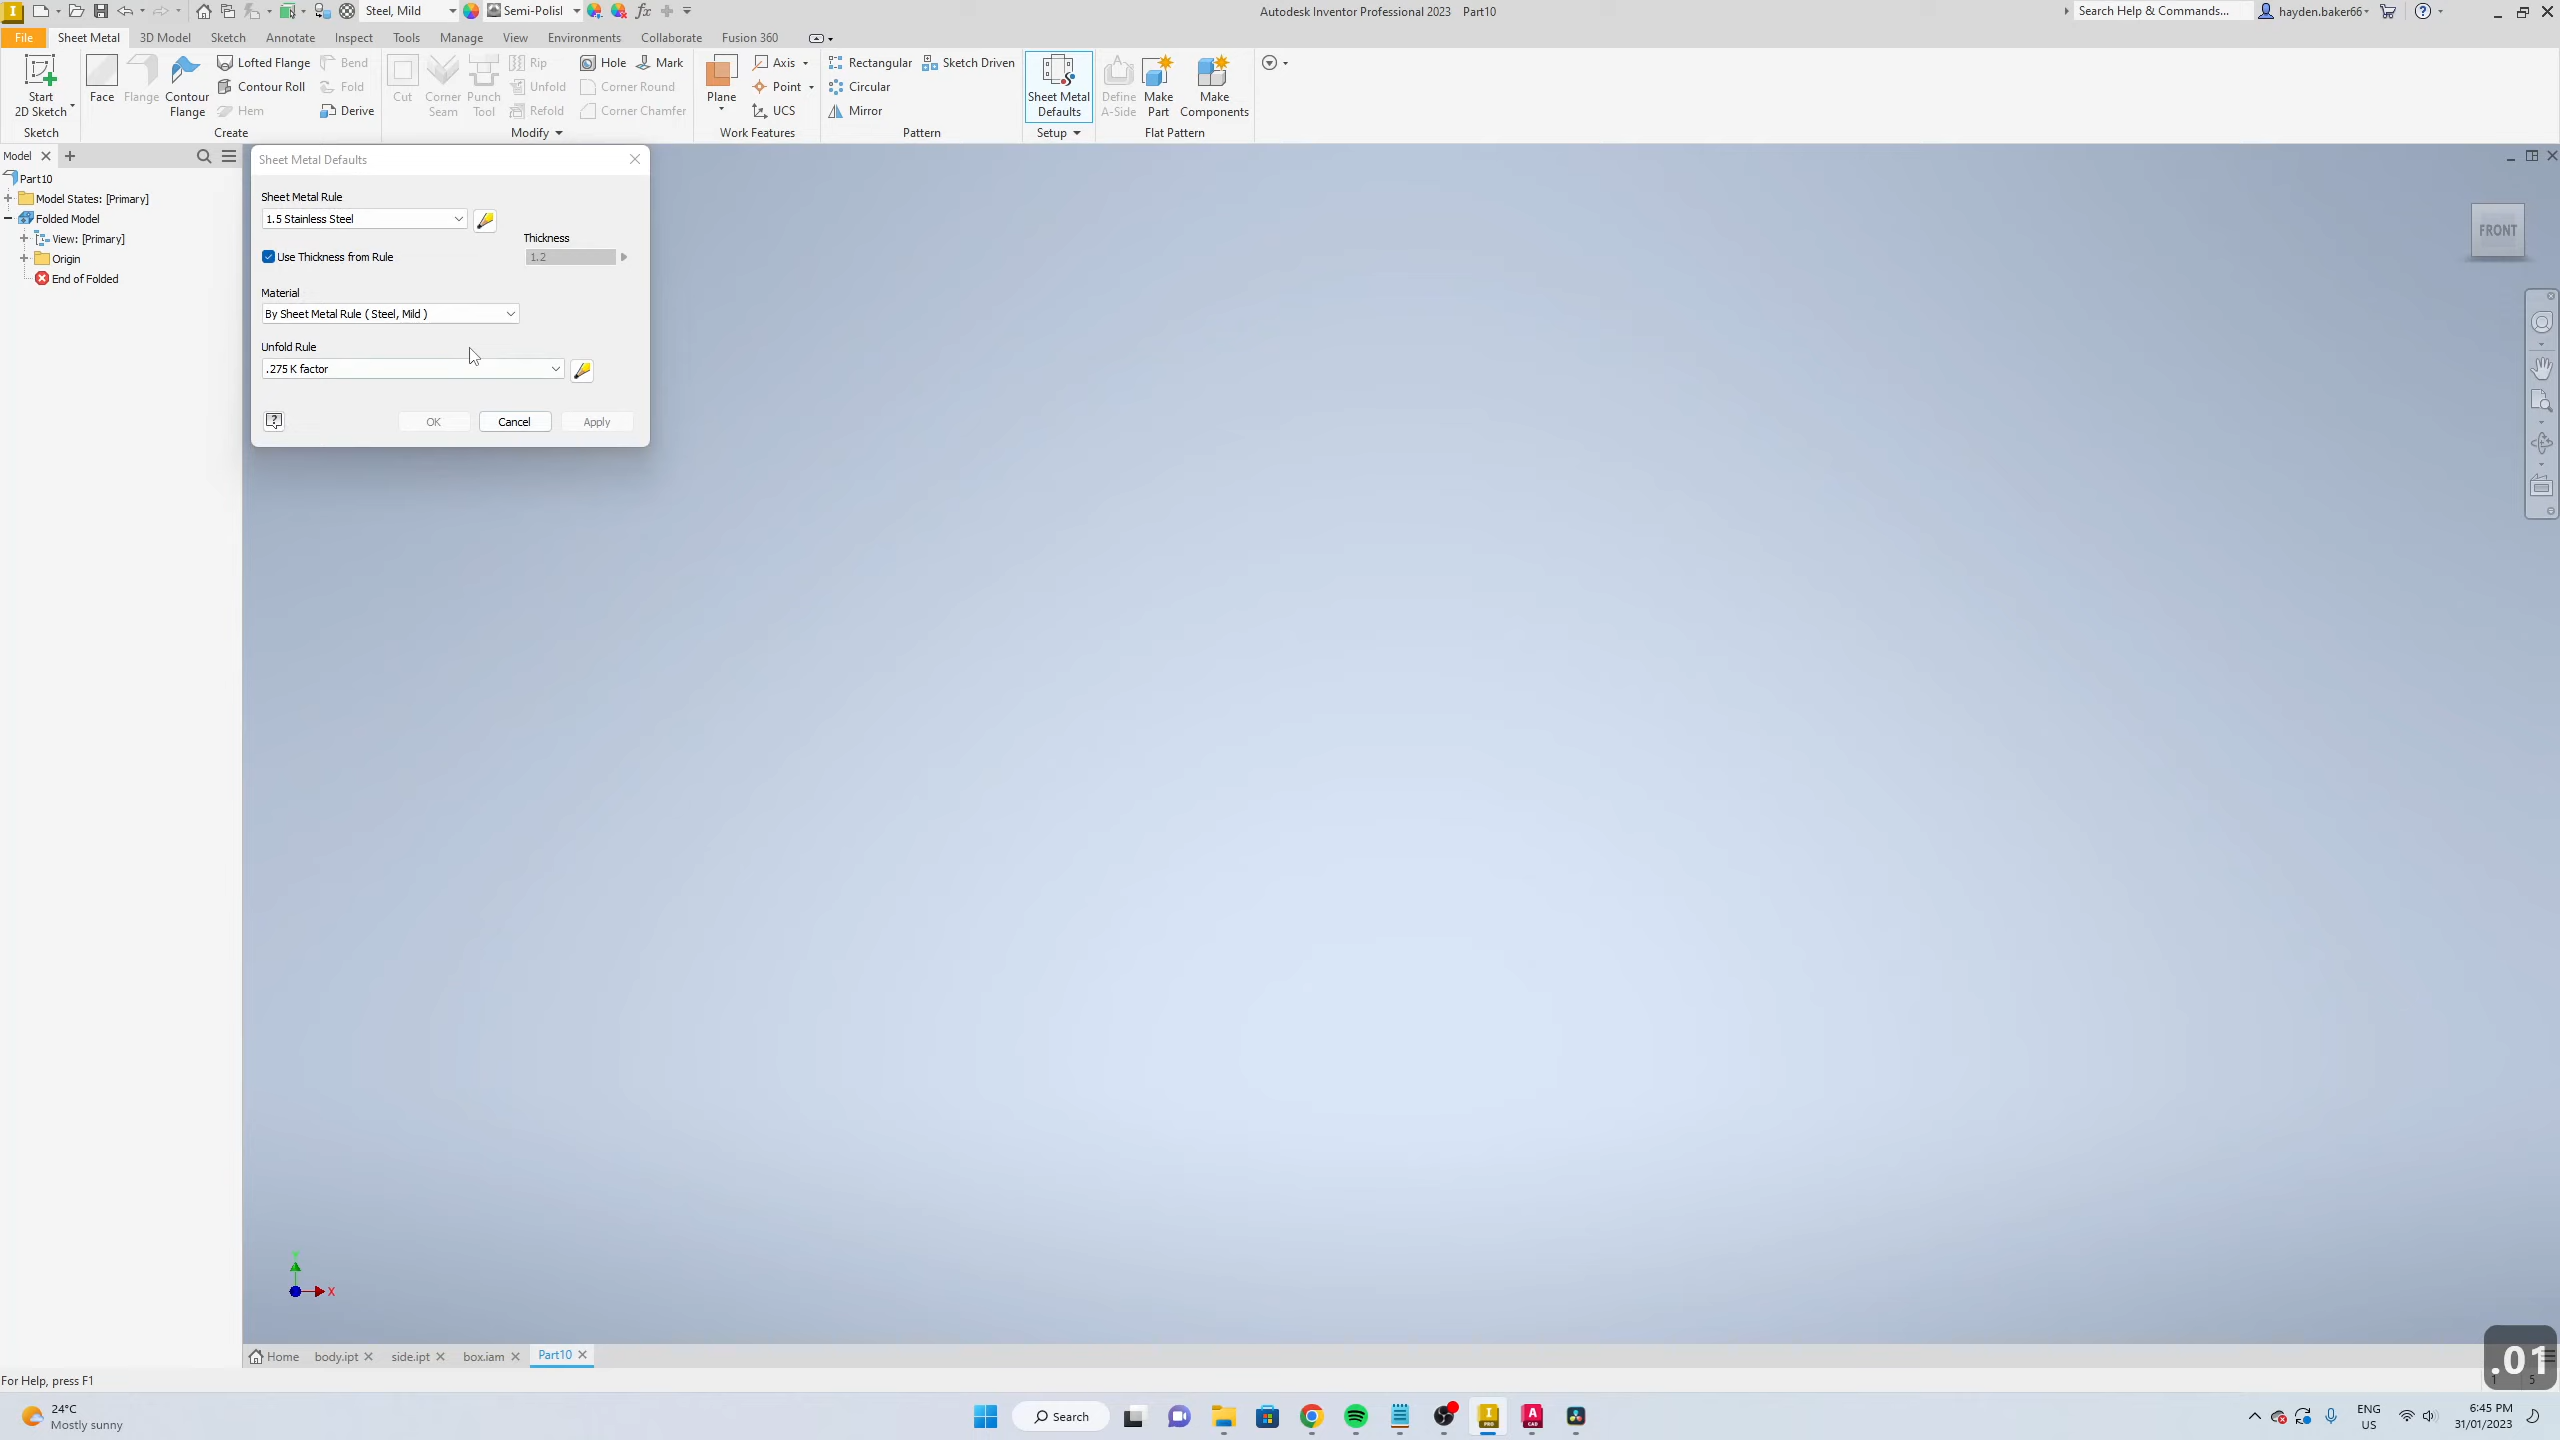 Steel, Mild
Semi-Polisl
Autodesk Inventor Professional 2023 Part10
Search Help & Commands...
hayden.baker66
File
Sheet Metal
3D Model
Sketch
Annotate
Inspect
Tools
Manage
View
Environments
Collaborate
Fusion 360
Start
2D Sketch
Face
Flange
Contour
Flange
Lofted Flange
Contour Roll
Hem
Bend
Fold
Derive
Cut
Corner
Seam
Punch
Tool
Rip
Unfold
Refold
Hole
Mark
Corner Round
Corner Chamfer
Plane
Axis
Point
UCS
Rectangular
Circular
Mirror
Sketch Driven
Sheet Metal
Defaults
Define
A-Side
Make
Part
Make
Components
Sketch
Create
Modify
Work Features
Pattern
Setup
Flat Pattern
Model
Part10
Model States: [Primary]
Folded Model
View: [Primary]
Origin
End of Folded
Sheet Metal Defaults
Sheet Metal Rule
1.5 Stainless Steel
Thickness
Use Thickness from Rule
1.2
Material
By Sheet Metal Rule ( Steel, Mild )
Unfold Rule
.275 K factor
OK
Cancel
Apply
FRONT
Y
X
Home
body.ipt
side.ipt
box.iam
Part10
.01
For Help, press F1
1
5
24°C
Mostly sunny
Search
ENG
US
6:45 PM
31/01/2023